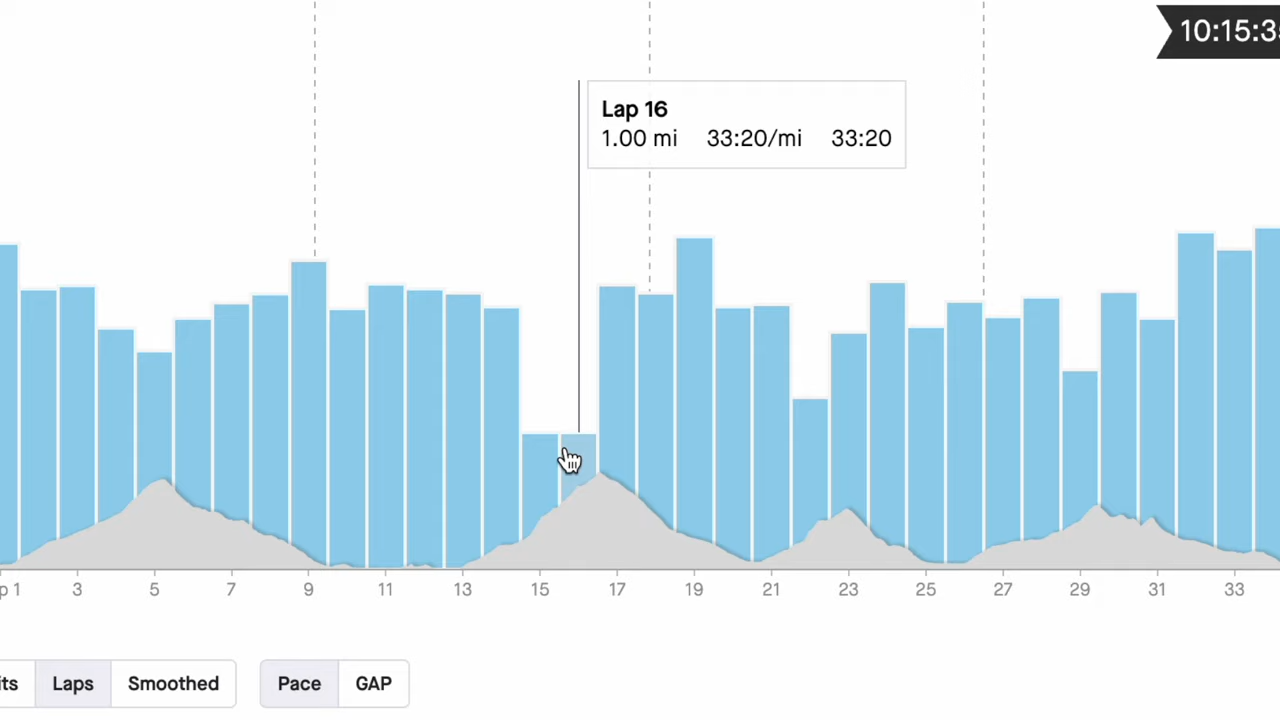 10:15:3
Lap 16
1.00 mi 33:20/mi 33:20
p 1 3 5 7 9 11 13 15 17 19 21 23 25 27 29 31 33
its Laps Smoothed Pace GAP